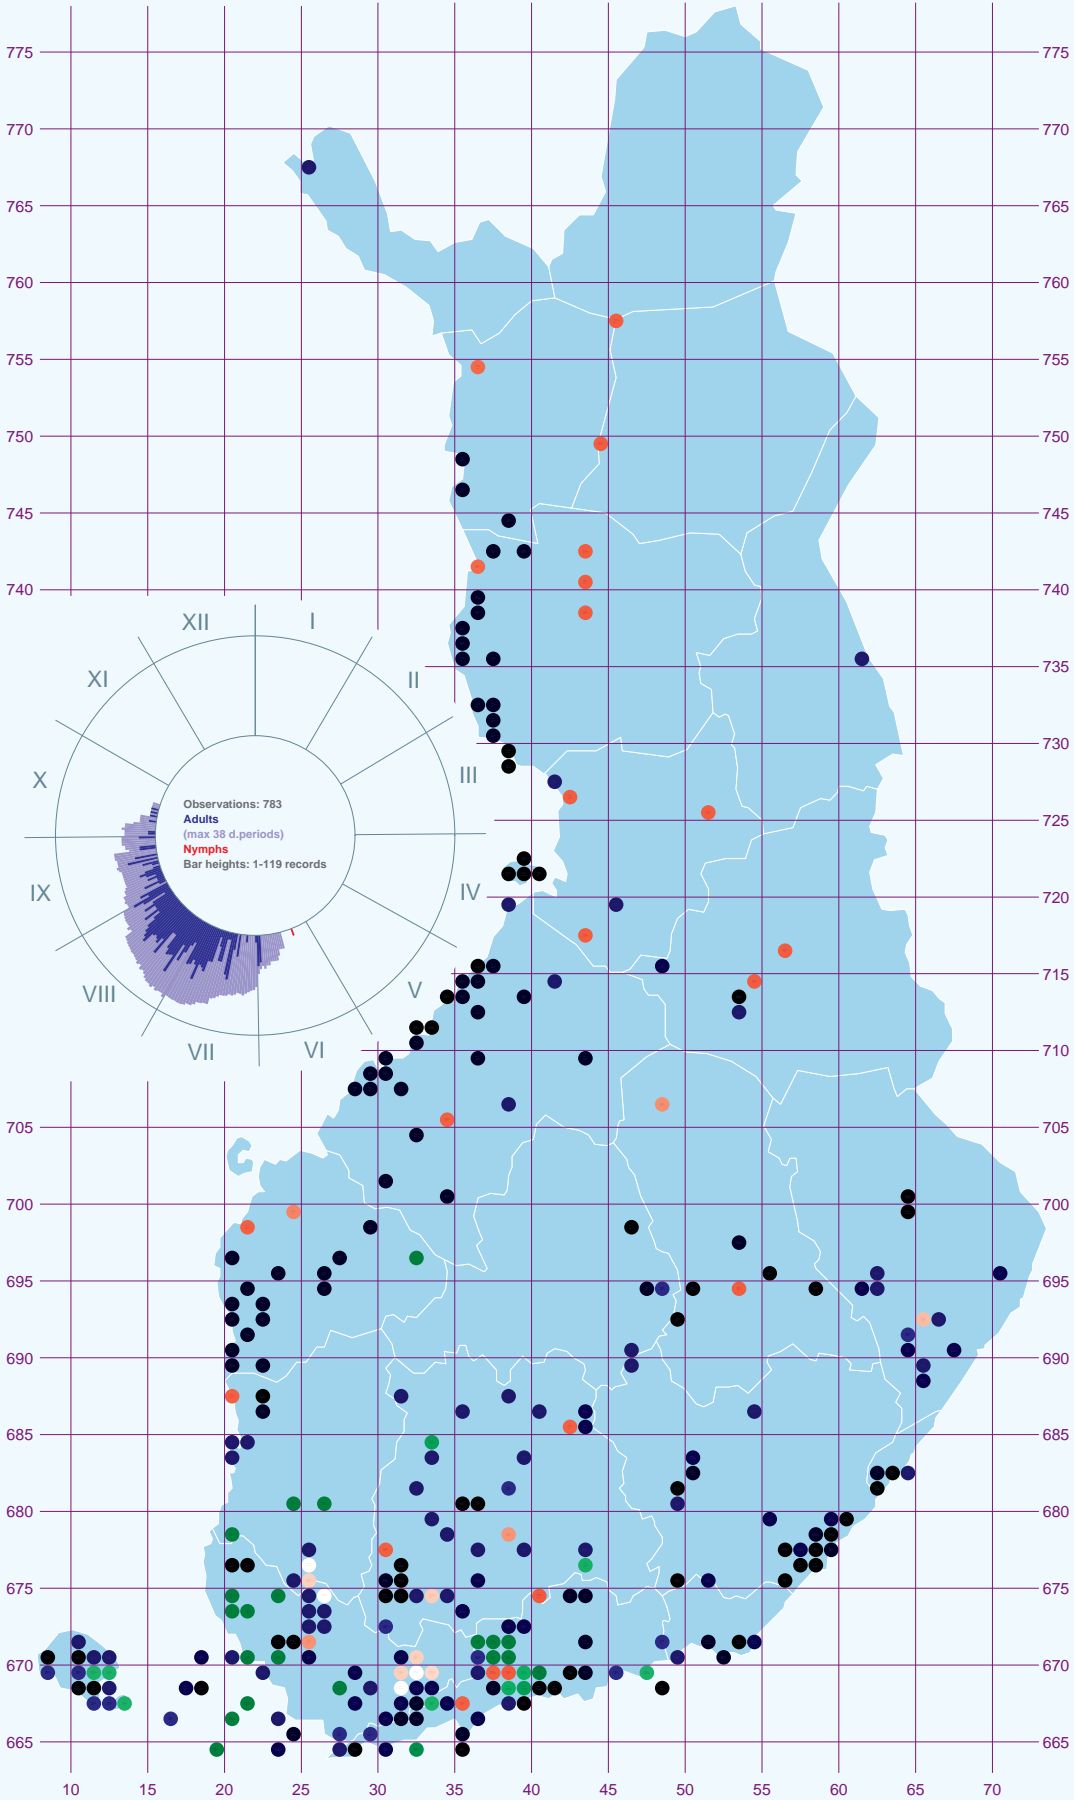 775 775
770 770
765 765
760 760
755 755
750 750
745 745
740 740
XII I
XI II
735
730
X III
Observations: 783
Adults
(max 38 d.periods)
Nymphs
Bar heights: 1-119 records
725
IX IV
720
VIII V
715
VII VI
710
705 705
700 700
695 695
690 690
685 685
680 680
675 675
670 670
665 665
10 15 20 25 30 35 40 45 50 55 60 65 70